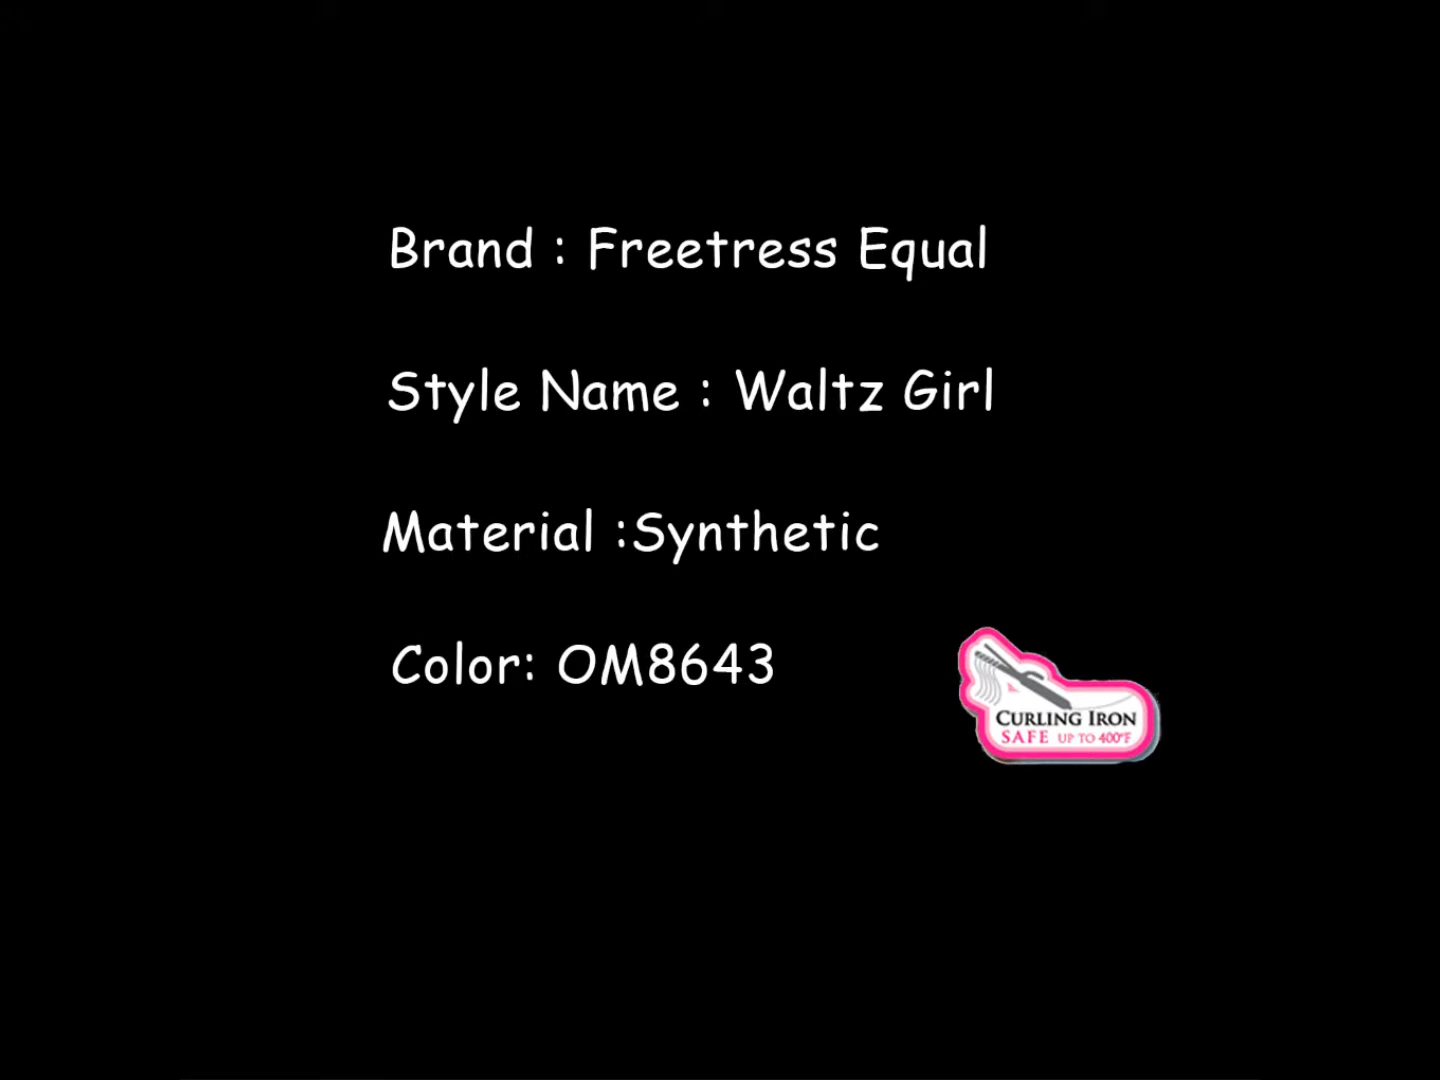 Brand : Freetress Equal
Style Name : Waltz Girl
Material :Synthetic
Color: OM8643
CURLING IRON
SAFE UP TO 400°F